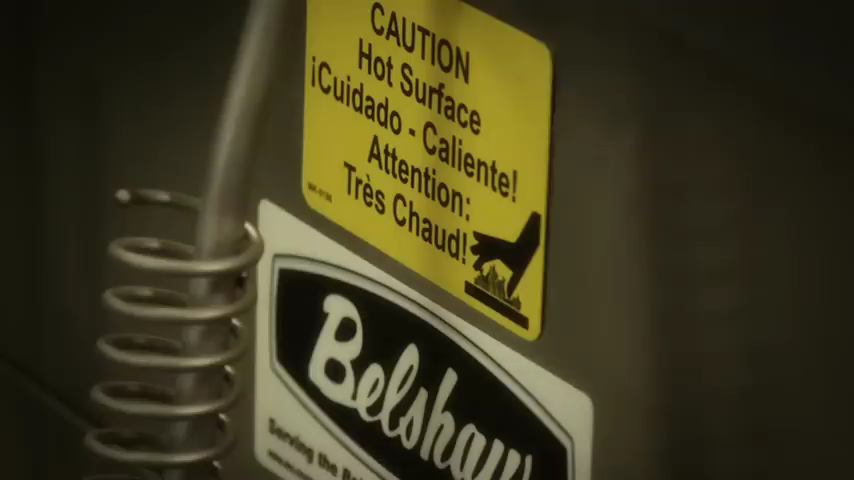 CAUTION
Hot Surface
¡Cuidado - Caliente!
Attention:
Très Chaud!
Belshaw
Serving the